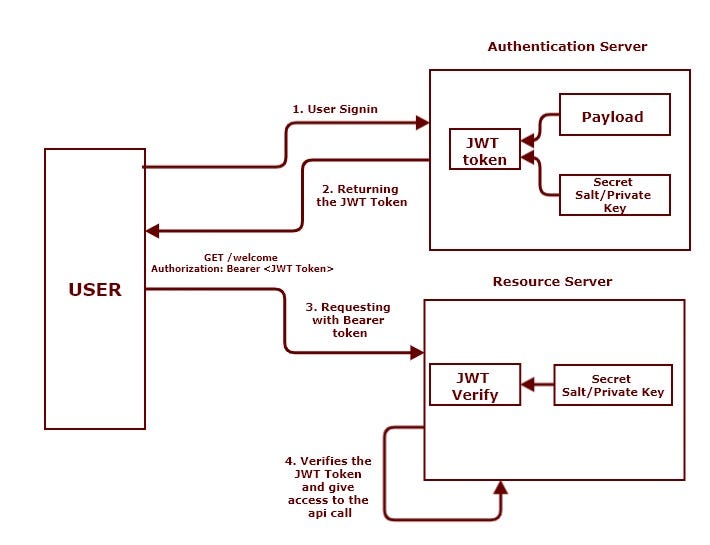 Authentication Server
1. User Signin
Payload
JWT
token
Secret
Salt/Private
Key
2. Returning
the JWT Token
GET /welcome
Authorization: Bearer <JWT Token>
USER
Resource Server
3. Requesting
with Bearer
token
JWT
Verify
Secret
Salt/Private Key
4. Verifies the
JWT Token
and give
access to the
api call